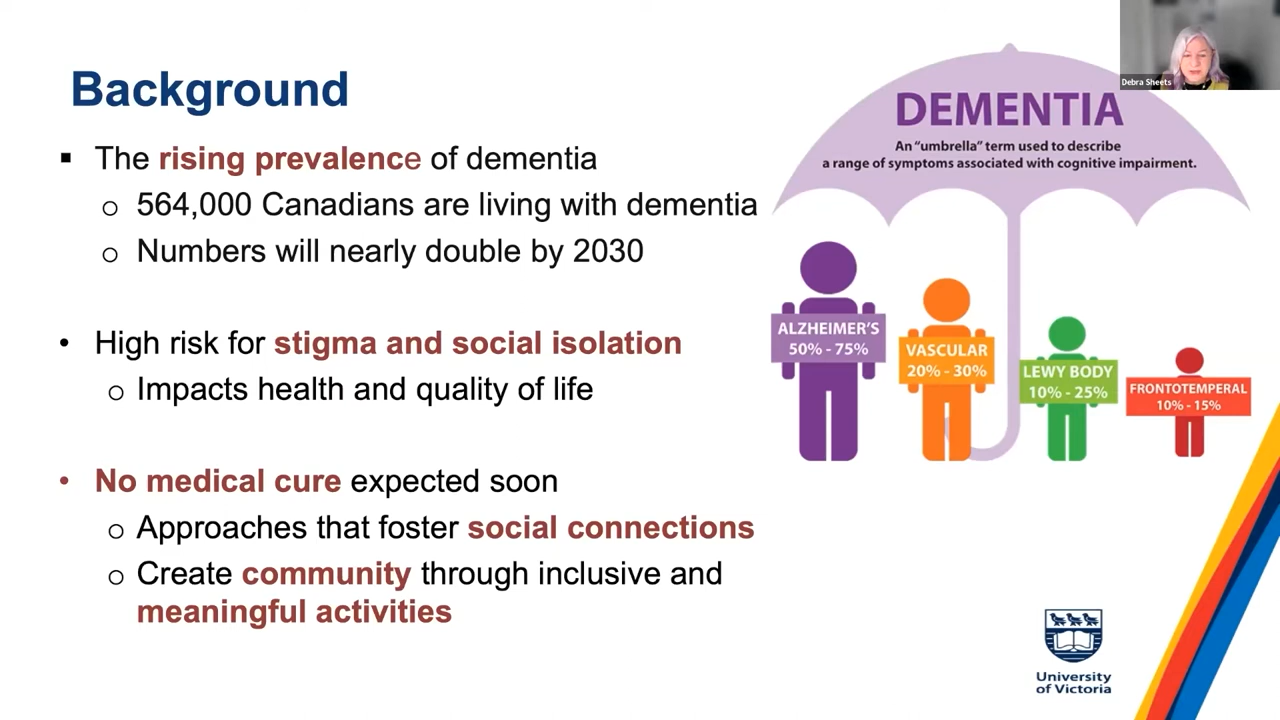 Background
▪ The rising prevalence of dementia
o 564,000 Canadians are living with dementia
o Numbers will nearly double by 2030
• High risk for stigma and social isolation
o Impacts health and quality of life
• No medical cure expected soon
o Approaches that foster social connections
o Create community through inclusive and
meaningful activities
DEMENTIA
An “umbrella” term used to describe
a range of symptoms associated with cognitive impairment.
ALZHEIMER'S
50% - 75%
VASCULAR
20% - 30%
LEWY BODY
10% - 25%
FRONTOTEMPORAL
10% - 15%
Debra Sheets
University
of Victoria